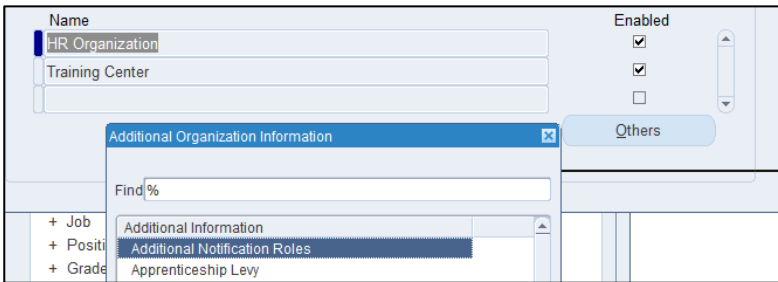 Name Enabled
HR Organization
Training Center
Others
Additional Organization Information
Find %
Additional Information
Additional Notification Roles
Apprenticeship Levy
+ Job
+ Positi
+ Grade